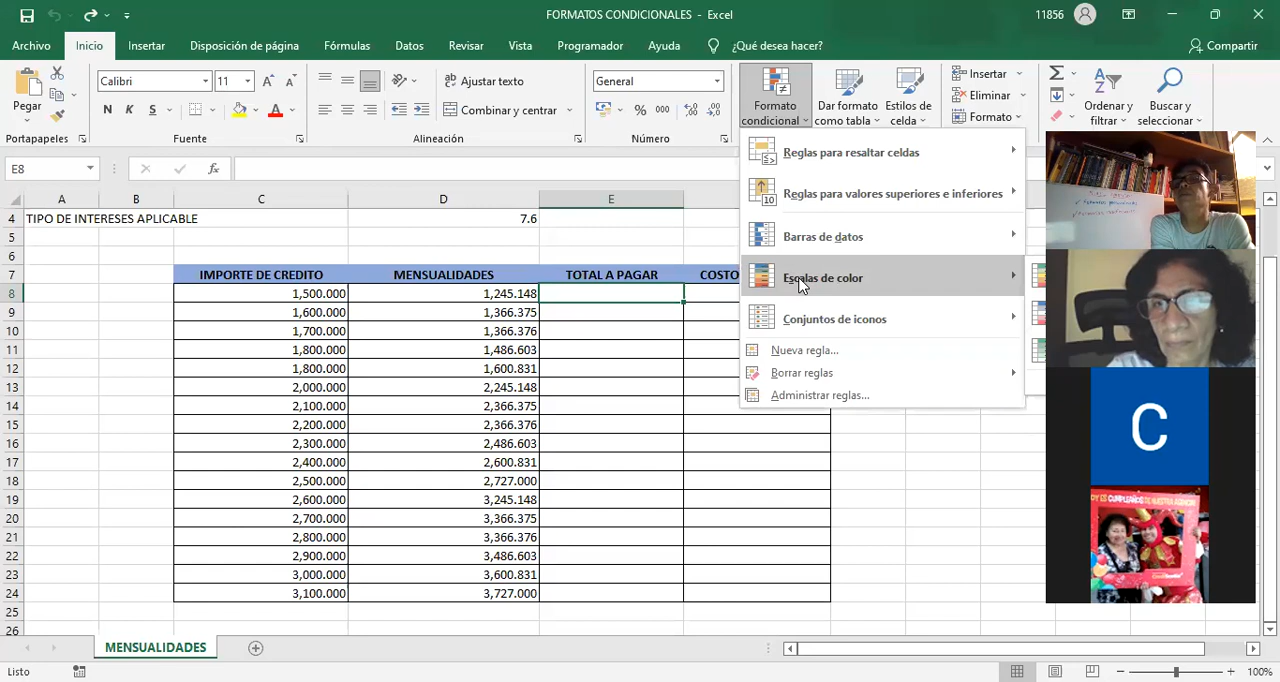 FORMATOS CONDICIONALES - Excel
11856
Archivo Inicio Insertar Disposición de página Fórmulas Datos Revisar Vista Programador Ayuda ¿Qué desea hacer? Compartir
Pegar
Calibri 11
N K S
Ajustar texto
Combinar y centrar
General
% 000
Formato condicional
Dar formato como tabla
Estilos de celda
Insertar
Eliminar
Formato
Ordenar y filtrar
Buscar y seleccionar
Portapapeles Fuente Alineación Número
E8 fx
Reglas para resaltar celdas
Reglas para valores superiores e inferiores
Barras de datos
Escalas de color
Conjuntos de iconos
Nueva regla...
Borrar reglas
Administrar reglas...
A B C D E
4 TIPO DE INTERESES APLICABLE 7.6
5
6
7 IMPORTE DE CREDITO MENSUALIDADES TOTAL A PAGAR COSTO
8 1,500.000 1,245.148
9 1,600.000 1,366.375
10 1,700.000 1,366.376
11 1,800.000 1,486.603
12 1,800.000 1,600.831
13 2,000.000 2,245.148
14 2,100.000 2,366.375
15 2,200.000 2,366.376
16 2,300.000 2,486.603
17 2,400.000 2,600.831
18 2,500.000 2,727.000
19 2,600.000 3,245.148
20 2,700.000 3,366.375
21 2,800.000 3,366.376
22 2,900.000 3,486.603
23 3,000.000 3,600.831
24 3,100.000 3,727.000
25
26
C
MENSUALIDADES
Listo
100%